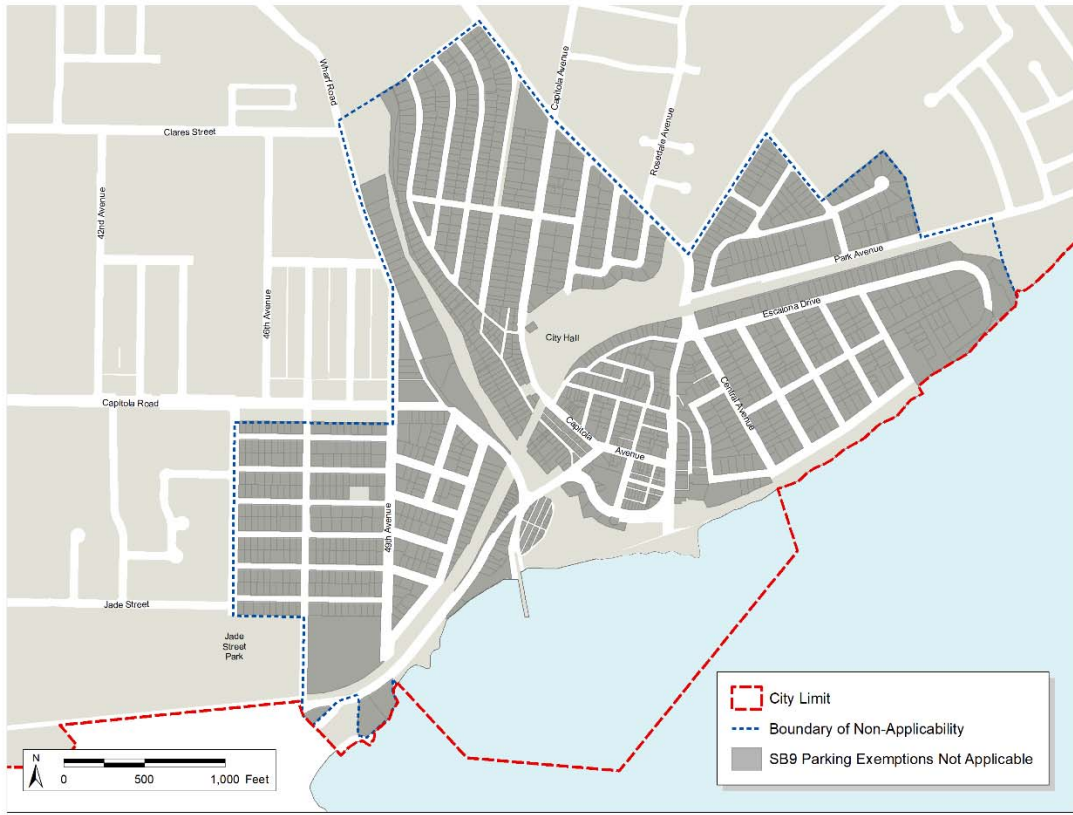 Wharf Road
Capitola Avenue
Rosedale Avenue
Clares Street
42nd Avenue
46th Avenue
Park Avenue
Escalona Drive
City Hall
Central Avenue
Capitola Road
Capitola
Avenue
49th Avenue
Jade Street
Jade
Street
Park
City Limit
Boundary of Non-Applicability
SB9 Parking Exemptions Not Applicable
N
0 500 1,000 Feet